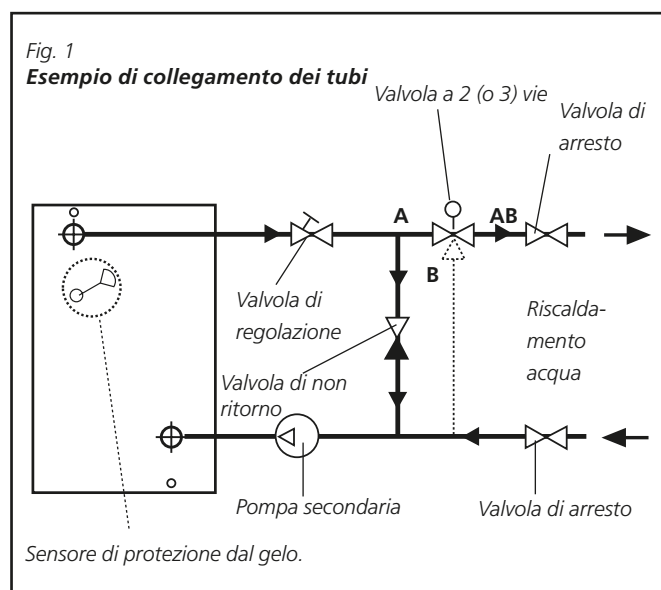 Fig. 1
Esempio di collegamento dei tubi
Valvola a 2 (o 3) vie
Valvola di
arresto
A
AB
B
Valvola di
regolazione
Riscalda-
mento
acqua
Valvola di non
ritorno
Pompa secondaria
Valvola di arresto
Sensore di protezione dal gelo.